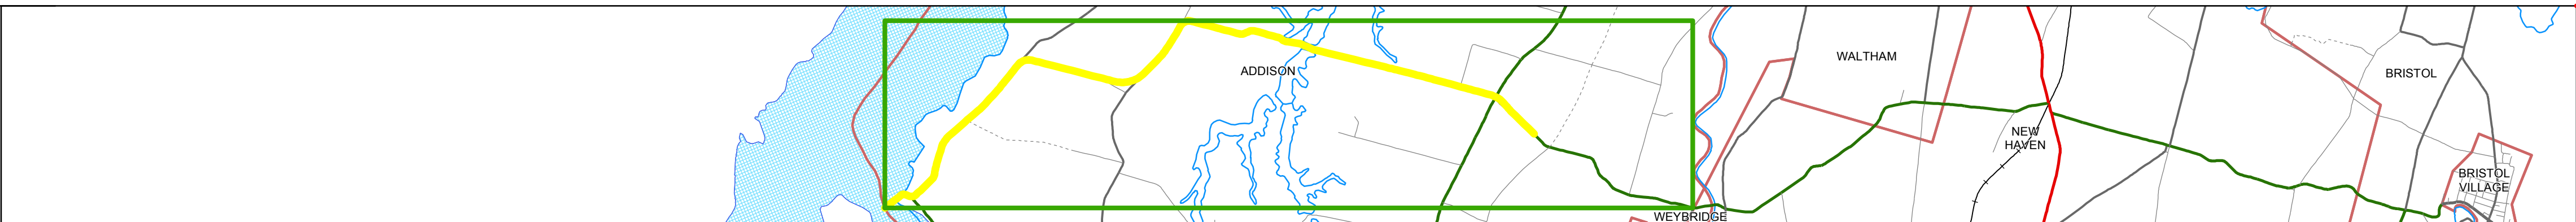 ADDISON
WALTHAM
BRISTOL
NEW
HAVEN
BRISTOL
VILLAGE
WEYBRIDGE